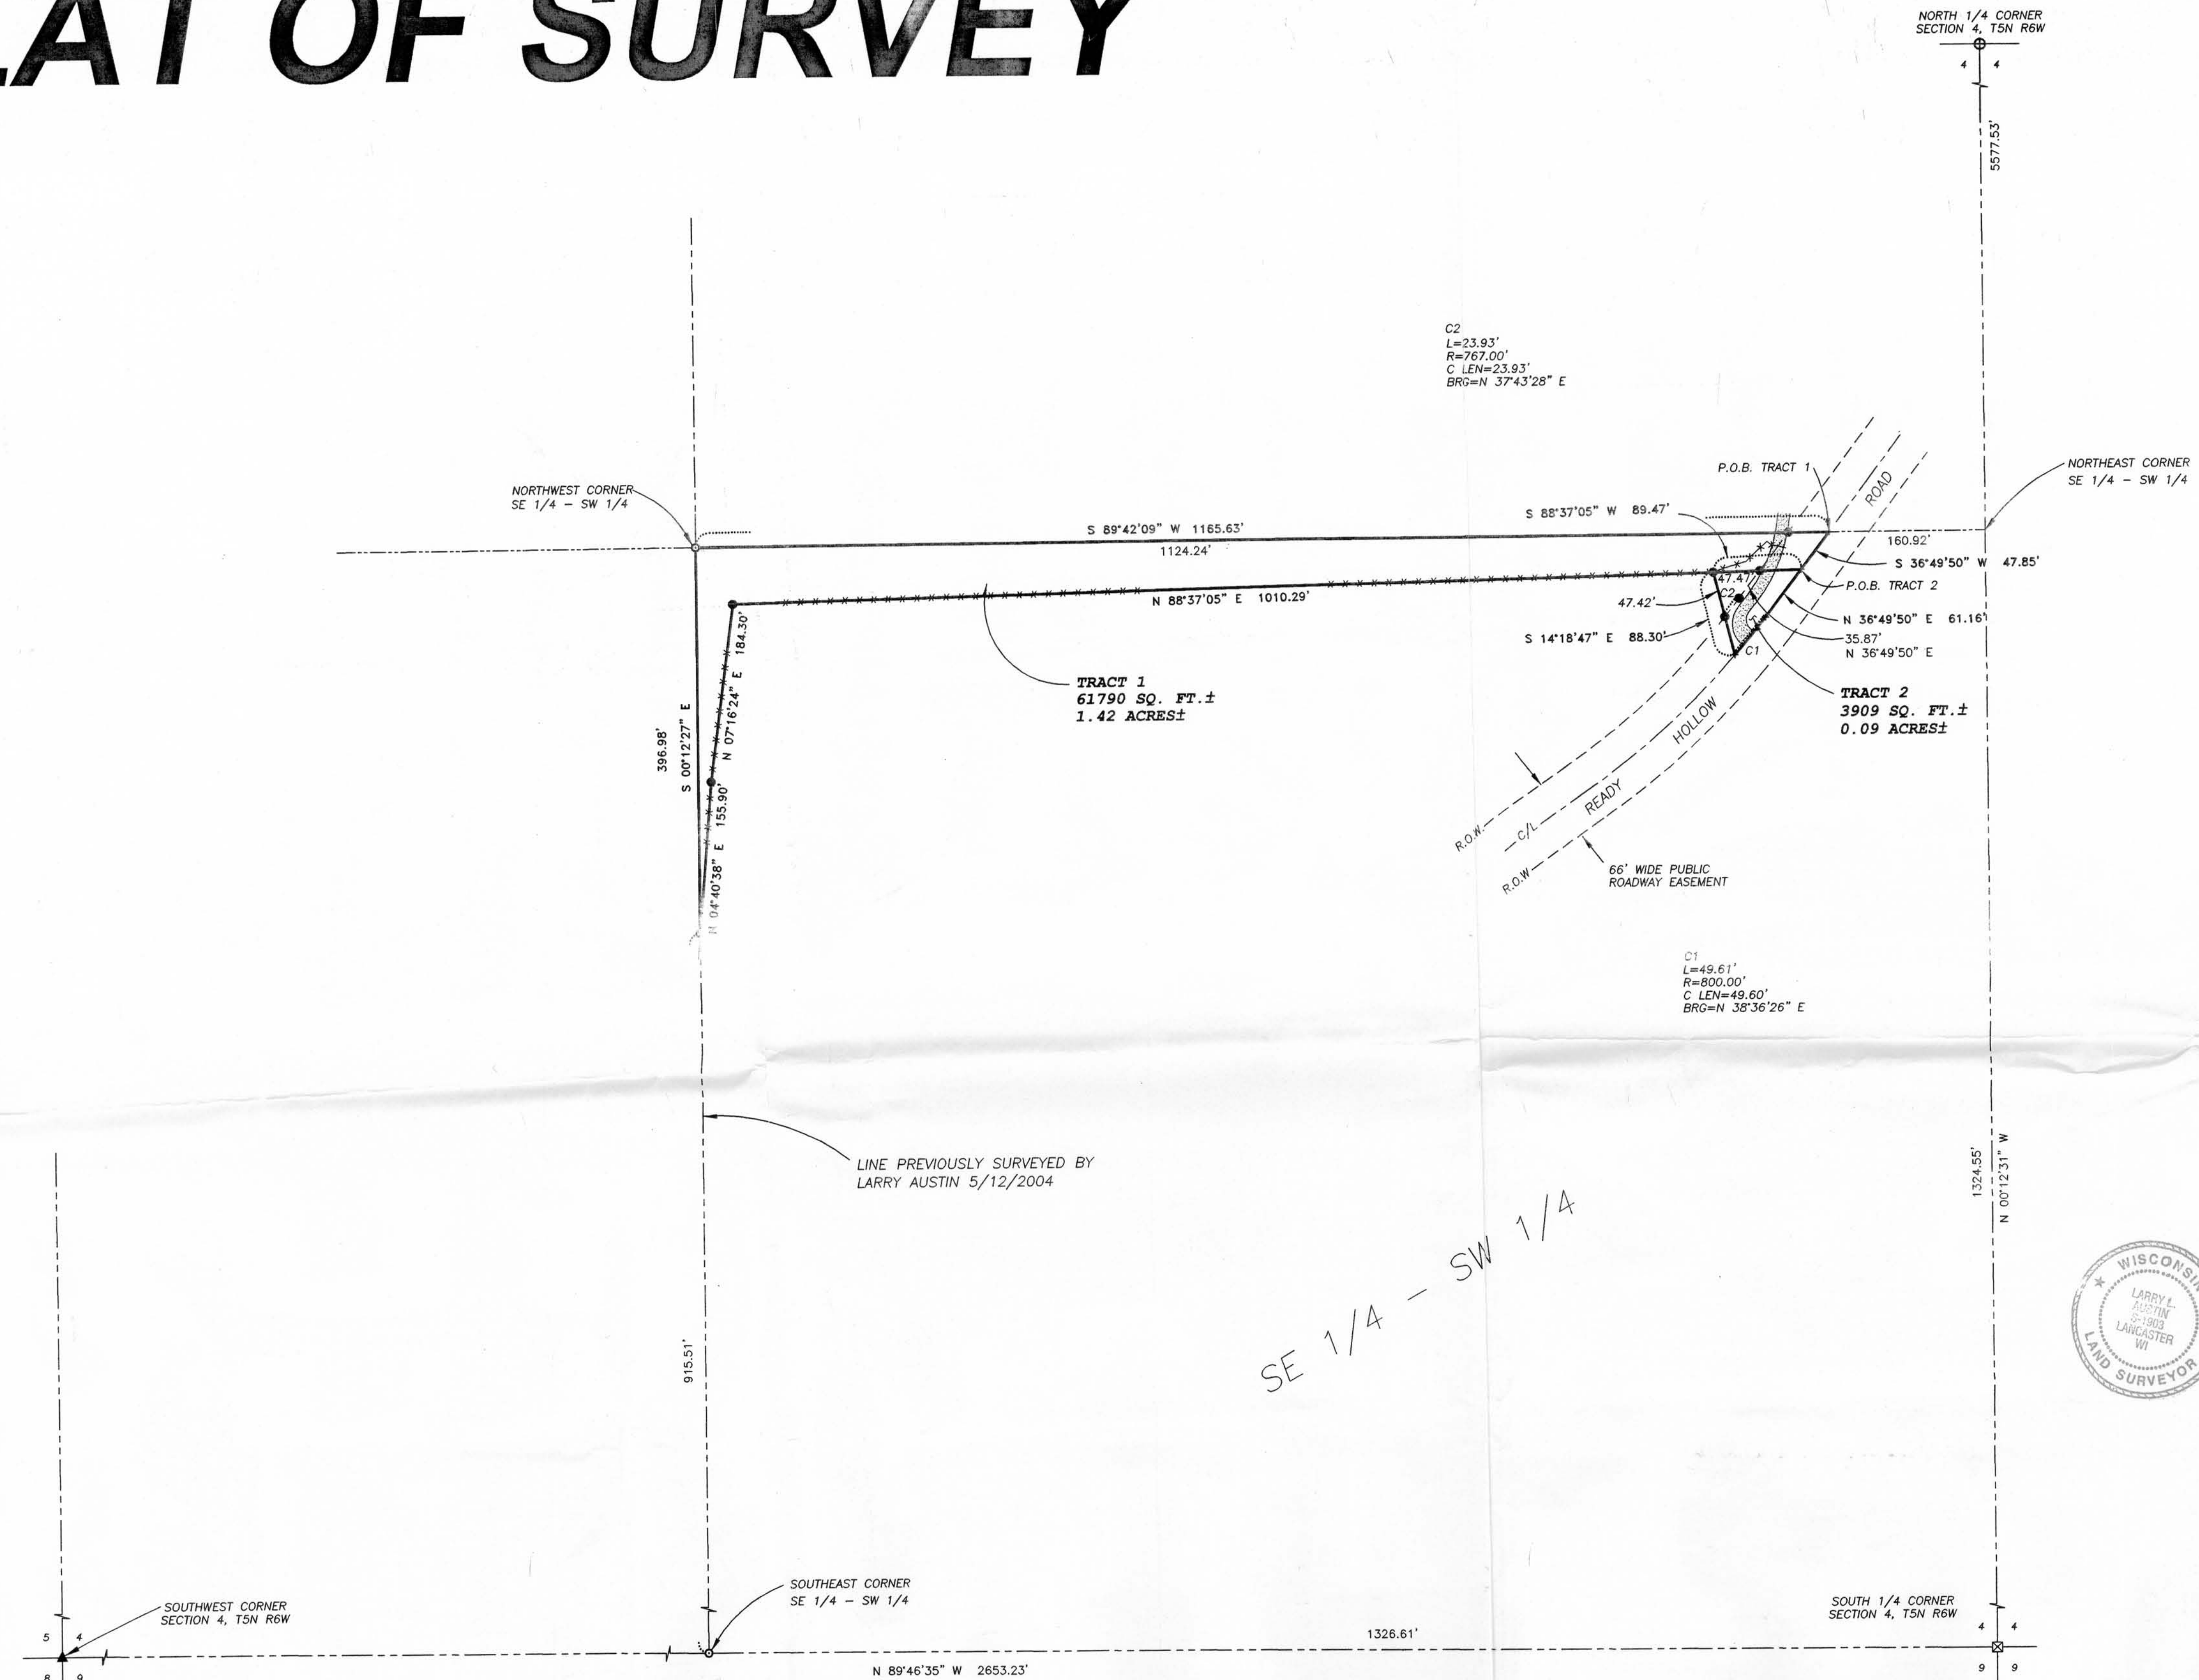 LAT OF SURVEY
NORTH 1/4 CORNER
SECTION 4, T5N R6W
4 4
5577.53'
C2
L=23.93'
R=767.00'
C LEN=23.93'
BRG=N 37°43'28" E
NORTHWEST CORNER
SE 1/4 - SW 1/4
S 89°42'09" W 1165.63'
1124.24'
S 88°37'05" W 89.47'
P.O.B. TRACT 1
ROAD
NORTHEAST CORNER
SE 1/4 - SW 1/4
160.92'
S 36°49'50" W 47.85'
P.O.B. TRACT 2
N 36°49'50" E 61.16'
35.87'
N 36°49'50" E
47.47'
C2
47.42'
S 14°18'47" E 88.30'
C1
N 88°37'05" E 1010.29'
TRACT 1
61790 SQ. FT.±
1.42 ACRES±
TRACT 2
3909 SQ. FT.±
0.09 ACRES±
396.98'
S 00°12'27" E
N 07°16'24" E 184.30'
N 04°40'38" E 155.90'
HOLLOW
READY
R.O.W.
C/L
R.O.W
66' WIDE PUBLIC
ROADWAY EASEMENT
C1
L=49.61'
R=800.00'
C LEN=49.60'
BRG=N 38°36'26" E
LINE PREVIOUSLY SURVEYED BY
LARRY AUSTIN 5/12/2004
1324.55'
N 00°12'31" W
SE 1/4 - SW 1/4
WISCONSIN
LARRY L.
AUSTIN
S-1903
LANCASTER
WI
LAND SURVEYOR
915.51'
SOUTHEAST CORNER
SE 1/4 - SW 1/4
SOUTHWEST CORNER
SECTION 4, T5N R6W
5 4
8 9
SOUTH 1/4 CORNER
SECTION 4, T5N R6W
4 4
9 9
1326.61'
N 89°46'35" W 2653.23'